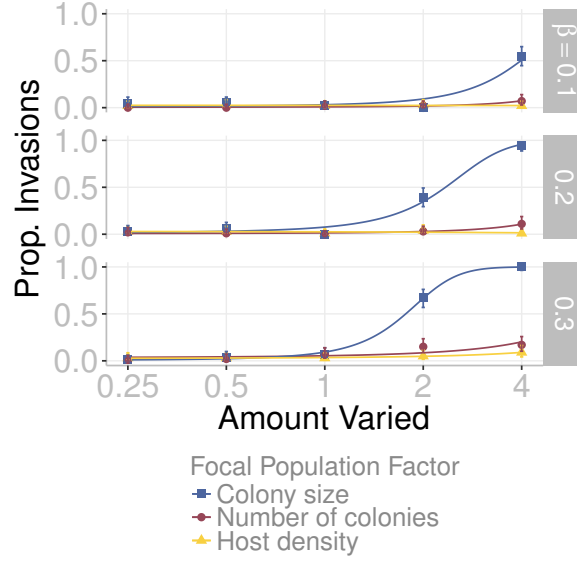 1.0
0.5
0.0
β = 0.1
1.0
0.5
0.0
0.2
1.0
0.5
0.0
0.3
Prop. Invasions
0.25 0.5 1 2 4
Amount Varied
Focal Population Factor
Colony size
Number of colonies
Host density